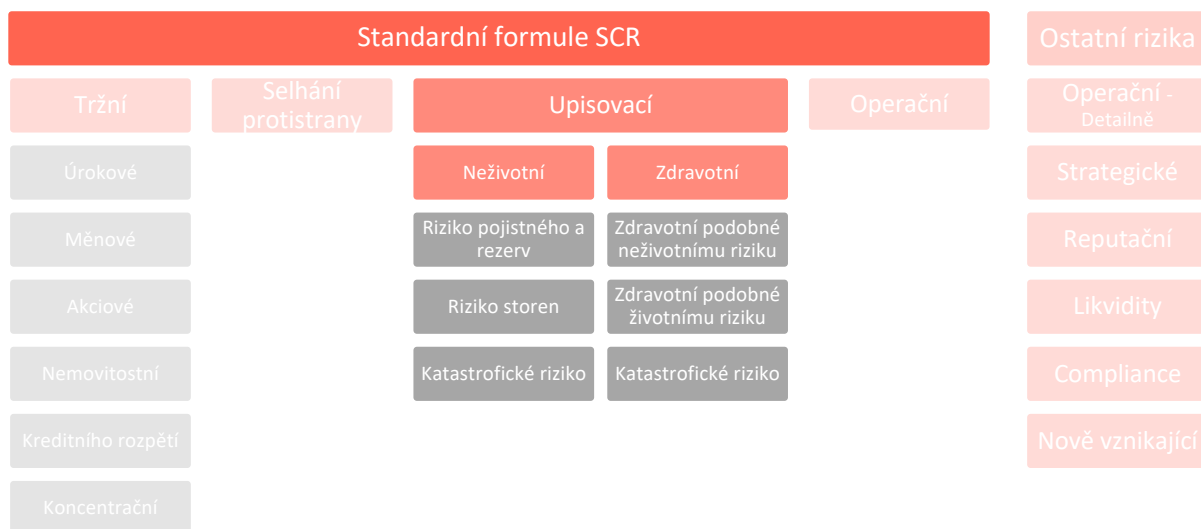 Standardní formule SCR
Ostatní rizika
Tržní
Selhání
protistrany
Upisovací
Operační
Operační -
Detailně
Úrokové
Neživotní
Zdravotní
Strategické
Měnové
Riziko pojistného a
rezerv
Zdravotní podobné
neživotnímu riziku
Reputační
Akciové
Riziko storen
Zdravotní podobné
životnímu riziku
Likvidity
Nemovitostní
Katastrofické riziko
Katastrofické riziko
Compliance
Kreditního rozpětí
Nově vznikající
Koncentrační